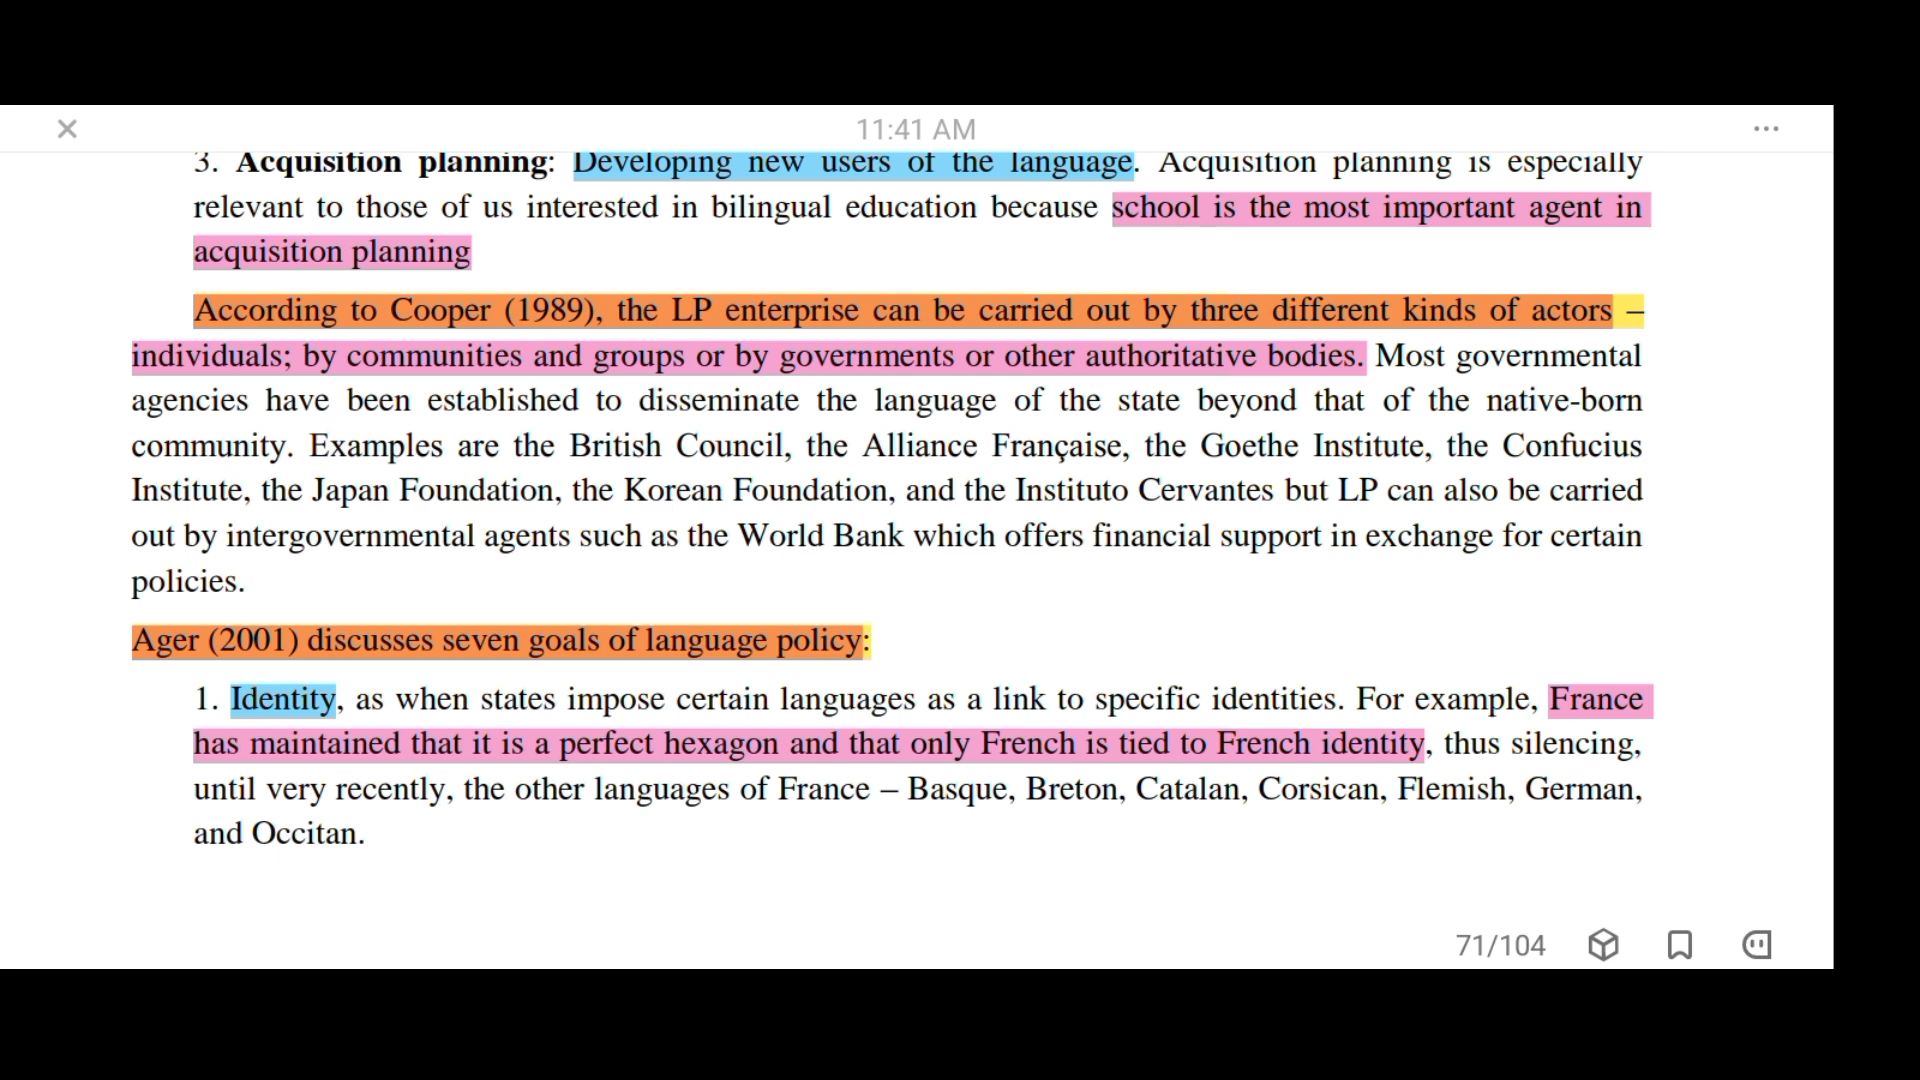 11:41 AM
3. Acquisition planning: Developing new users of the language. Acquisition planning is especially
relevant to those of us interested in bilingual education because school is the most important agent in
acquisition planning
According to Cooper (1989), the LP enterprise can be carried out by three different kinds of actors –
individuals; by communities and groups or by governments or other authoritative bodies. Most governmental
agencies have been established to disseminate the language of the state beyond that of the native-born
community. Examples are the British Council, the Alliance Française, the Goethe Institute, the Confucius
Institute, the Japan Foundation, the Korean Foundation, and the Instituto Cervantes but LP can also be carried
out by intergovernmental agents such as the World Bank which offers financial support in exchange for certain
policies.
Ager (2001) discusses seven goals of language policy:
1. Identity, as when states impose certain languages as a link to specific identities. For example, France
has maintained that it is a perfect hexagon and that only French is tied to French identity, thus silencing,
until very recently, the other languages of France – Basque, Breton, Catalan, Corsican, Flemish, German,
and Occitan.
71/104